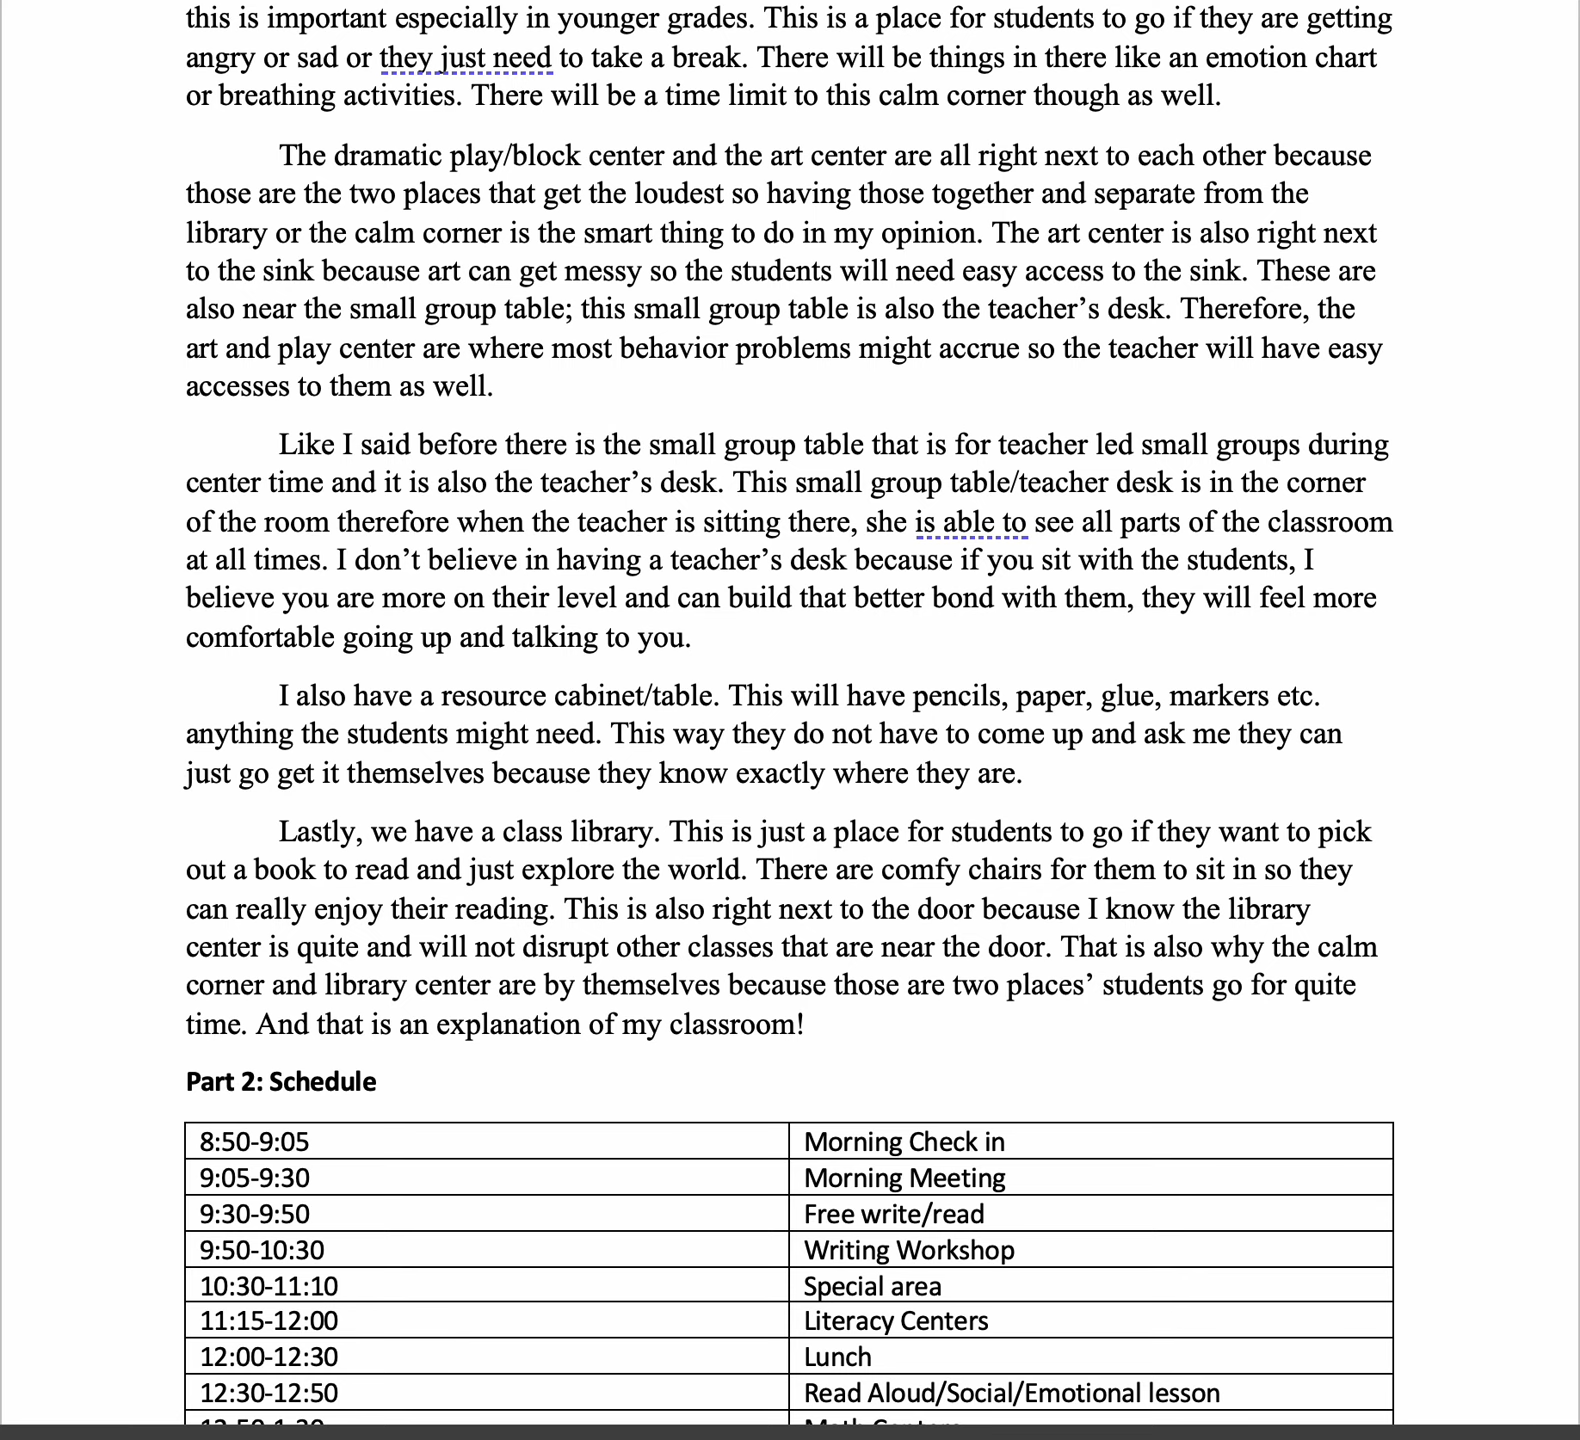 this is important especially in younger grades. This is a place for students to go if they are getting
angry or sad or they just need to take a break. There will be things in there like an emotion chart
or breathing activities. There will be a time limit to this calm corner though as well.
The dramatic play/block center and the art center are all right next to each other because
those are the two places that get the loudest so having those together and separate from the
library or the calm corner is the smart thing to do in my opinion. The art center is also right next
to the sink because art can get messy so the students will need easy access to the sink. These are
also near the small group table; this small group table is also the teacher’s desk. Therefore, the
art and play center are where most behavior problems might accrue so the teacher will have easy
accesses to them as well.
Like I said before there is the small group table that is for teacher led small groups during
center time and it is also the teacher’s desk. This small group table/teacher desk is in the corner
of the room therefore when the teacher is sitting there, she is able to see all parts of the classroom
at all times. I don’t believe in having a teacher’s desk because if you sit with the students, I
believe you are more on their level and can build that better bond with them, they will feel more
comfortable going up and talking to you.
I also have a resource cabinet/table. This will have pencils, paper, glue, markers etc.
anything the students might need. This way they do not have to come up and ask me they can
just go get it themselves because they know exactly where they are.
Lastly, we have a class library. This is just a place for students to go if they want to pick
out a book to read and just explore the world. There are comfy chairs for them to sit in so they
can really enjoy their reading. This is also right next to the door because I know the library
center is quite and will not disrupt other classes that are near the door. That is also why the calm
corner and library center are by themselves because those are two places’ students go for quite
time. And that is an explanation of my classroom!
Part 2: Schedule
8:50-9:05 Morning Check in
9:05-9:30 Morning Meeting
9:30-9:50 Free write/read
9:50-10:30 Writing Workshop
10:30-11:10 Special area
11:15-12:00 Literacy Centers
12:00-12:30 Lunch
12:30-12:50 Read Aloud/Social/Emotional lesson